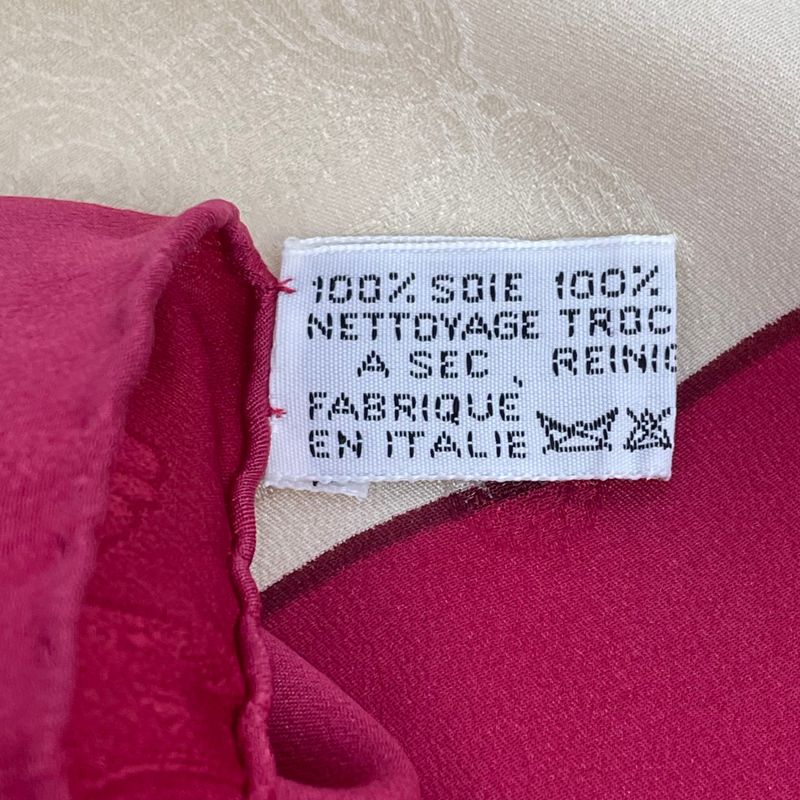 100% SOIE 100%
NETTOYAGE TROC
A SEC REINIG
FABRIQUÉ
EN ITALIE